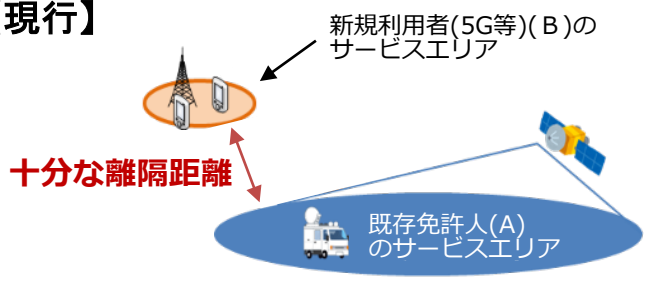 現行】
新規利用者(5G等)(Ｂ)の
サービスエリア
十分な離隔距離
既存免許人(A)
のサービスエリア